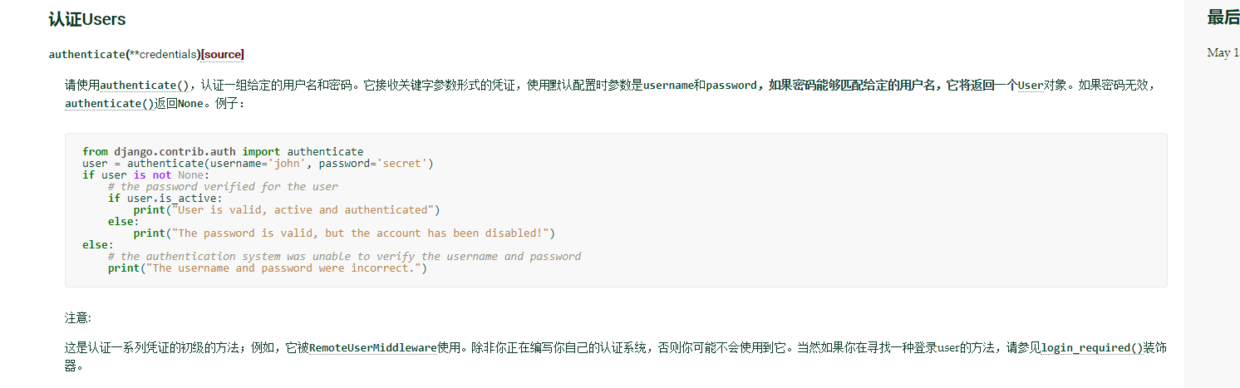 认证Users
最后
authenticate(**credentials)[source]
May 1
请使用authenticate()，认证一组给定的用户名和密码。它接收关键字参数形式的凭证，使用默认配置时参数是username和password，如果密码能够匹配给定的用户名，它将返回一个User对象。如果密码无效，
authenticate()返回None。例子：
from django.contrib.auth import authenticate
user = authenticate(username='john', password='secret')
if user is not None:
    # the password verified for the user
    if user.is_active:
        print("User is valid, active and authenticated")
    else:
        print("The password is valid, but the account has been disabled!")
else:
    # the authentication system was unable to verify the username and password
    print("The username and password were incorrect.")
注意:
这是认证一系列凭证的初级的方法；例如，它被RemoteUserMiddleware使用。除非你正在编写你自己的认证系统，否则你可能不会使用到它。当然如果你在寻找一种登录user的方法，请参见login_required()装饰
器。